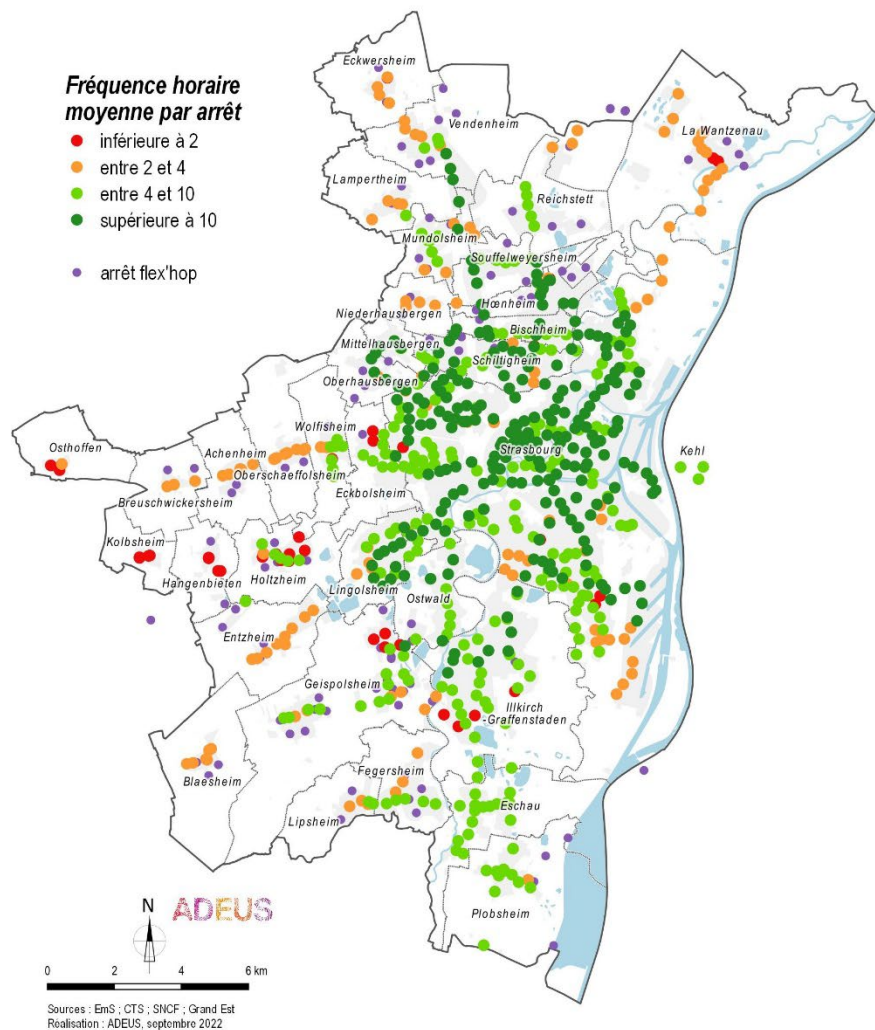 Fréquence horaire
moyenne par arrêt
inférieure à 2
entre 2 et 4
entre 4 et 10
supérieure à 10
arrêt flex'hop
Eckwersheim
Vendenheim
La Wantzenau
Lampertheim
Reichstett
Mundolsheim
Souffelweyersheim
Hœnheim
Niederhausbergen
Bischheim
Mittelhausbergen
Schiltigheim
Oberhausbergen
Wolfisheim
Osthoffen
Achenheim
Strasbourg
Kehl
Oberschaeffolsheim
Eckbolsheim
Breuschwickersheim
Kolbsheim
Hangenbieten
Holtzheim
Lingolsheim
Ostwald
Entzheim
Geispolsheim
Illkirch
-Graffenstaden
Blaesheim
Fegersheim
Lipsheim
Eschau
Plobsheim
N
ADEUS
0 2 4 6 km
Sources : EmS ; CTS ; SNCF ; Grand Est
Réalisation : ADEUS, septembre 2022